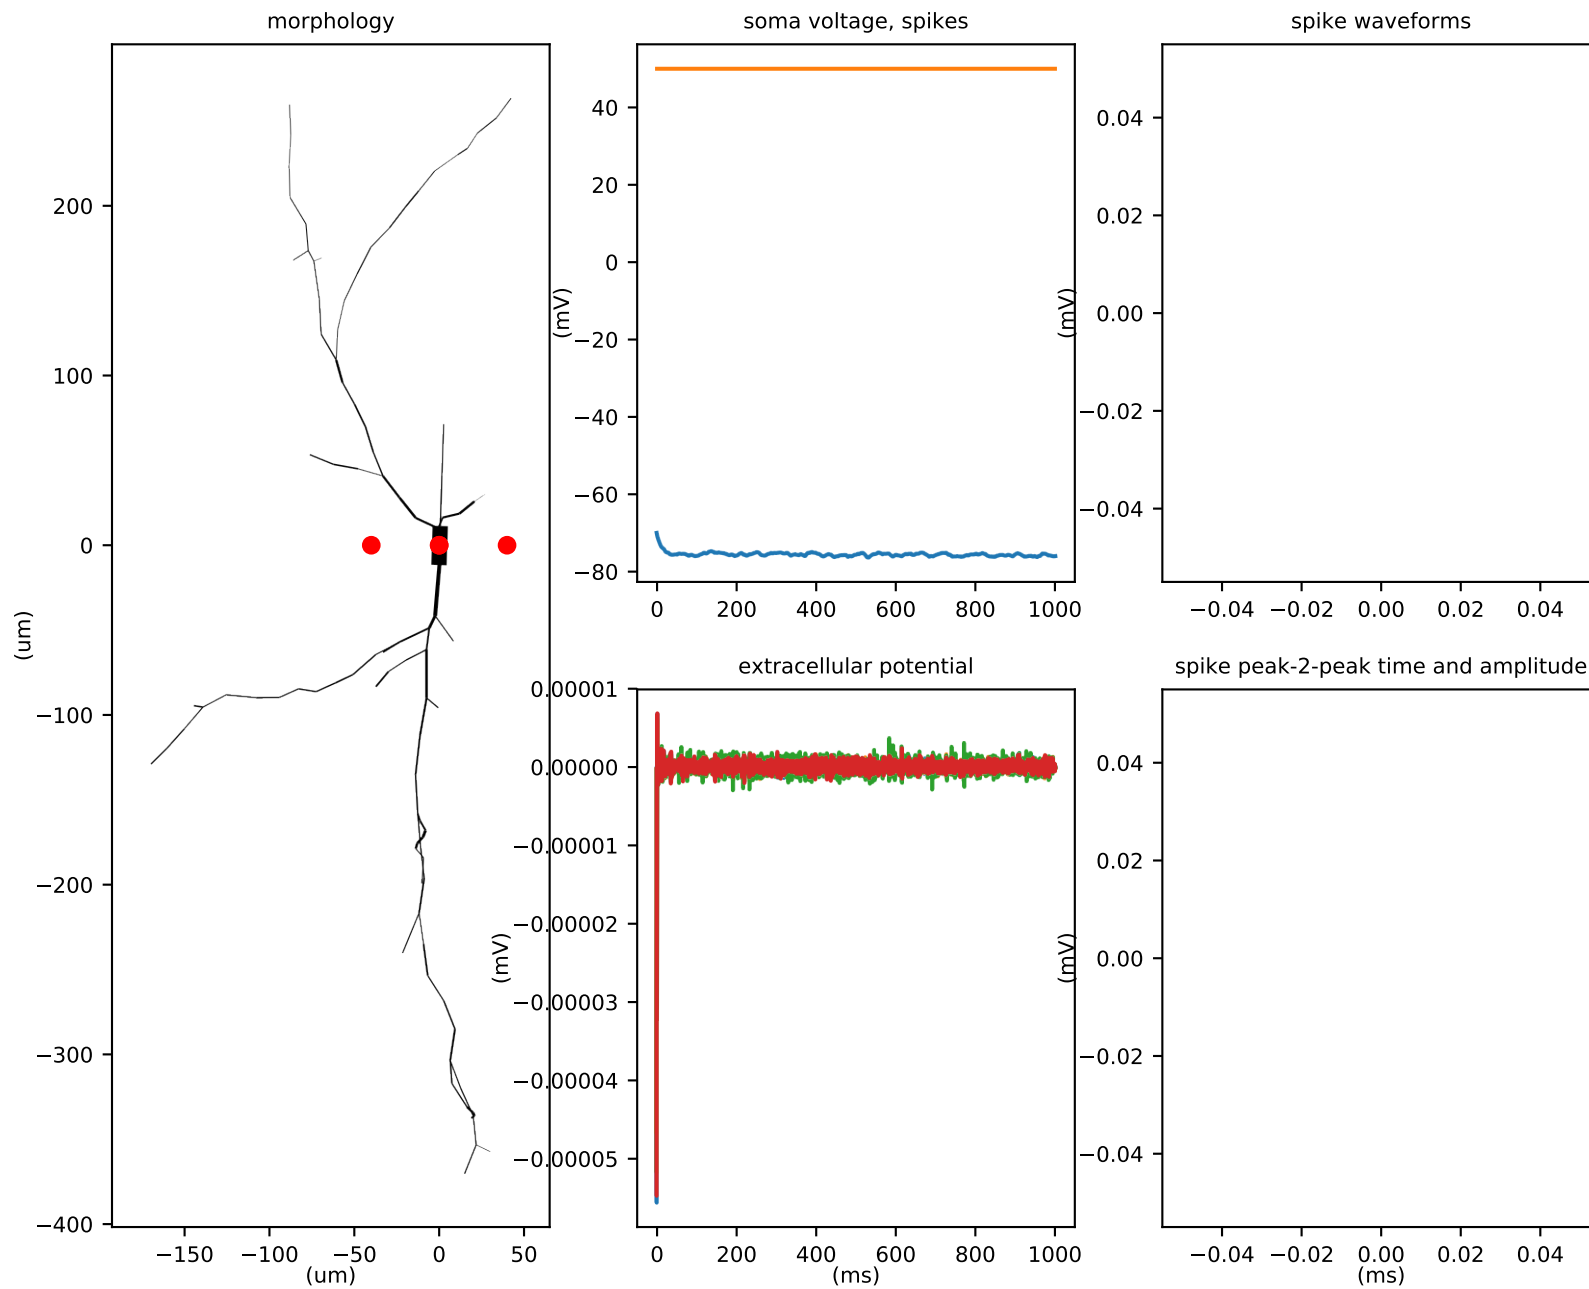 morphology
200
100
0
−100
−200
−300
−400
(um)
−150 −100 −50 0 50
(um)
soma voltage, spikes
40
20
0
−20
−40
−60
−80
(mV)
0 200 400 600 800 1000
spike waveforms
0.04
0.02
0.00
−0.02
−0.04
(mV)
−0.04 −0.02 0.00 0.02 0.04
extracellular potential
0.00001
0.00000
−0.00001
−0.00002
−0.00003
−0.00004
−0.00005
(mV)
0 200 400 600 800 1000
(ms)
spike peak-2-peak time and amplitude
0.04
0.02
0.00
−0.02
−0.04
(mV)
−0.04 −0.02 0.00 0.02 0.04
(ms)